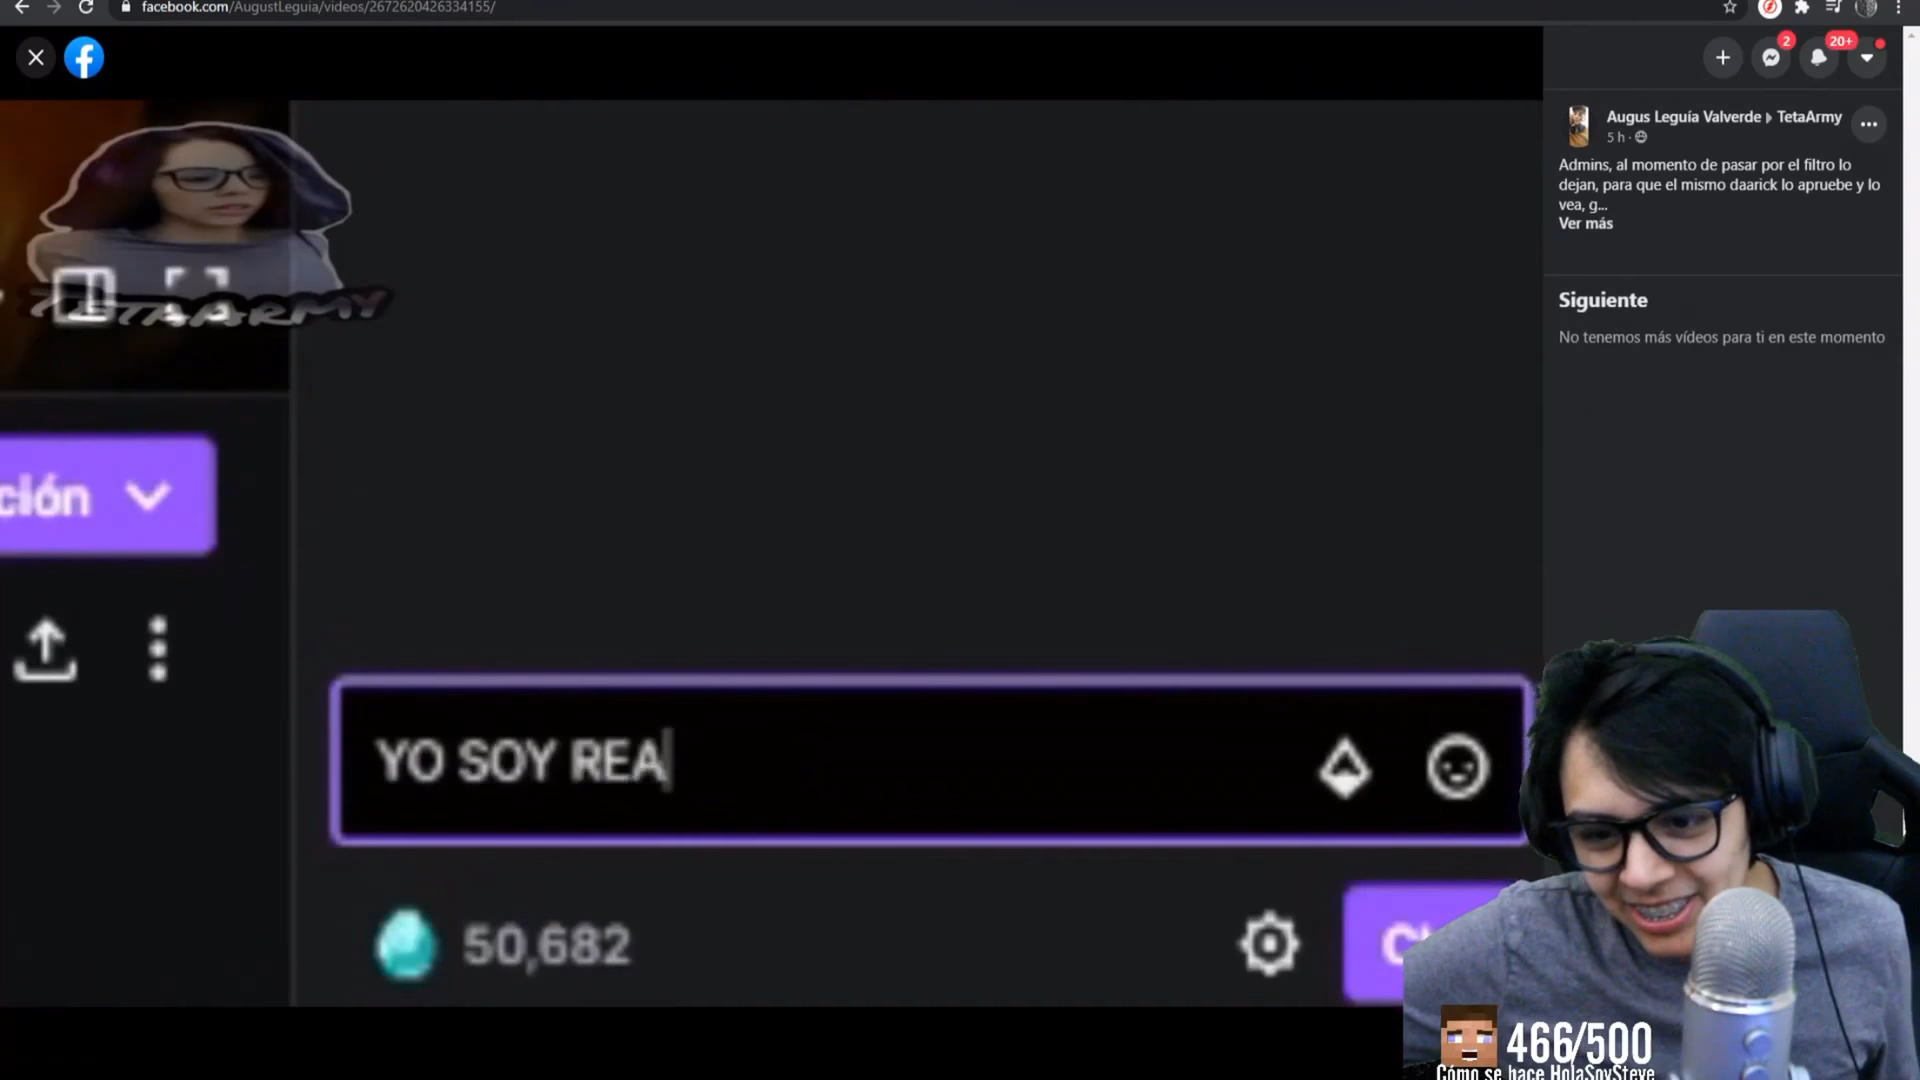 facebook.com/AugustLeguia/videos/2672620426334155/
2
20+
Augus Leguía Valverde ▸ TetaArmy
5 h ·
Admins, al momento de pasar por el filtro lo
dejan, para que el mismo daarick lo apruebe y lo
vea, g...
Ver más
Siguiente
No tenemos más vídeos para ti en este momento
TETAARMY
ción
YO SOY REA
50,682
C
466/500
Cómo se hace HolaSoySteve